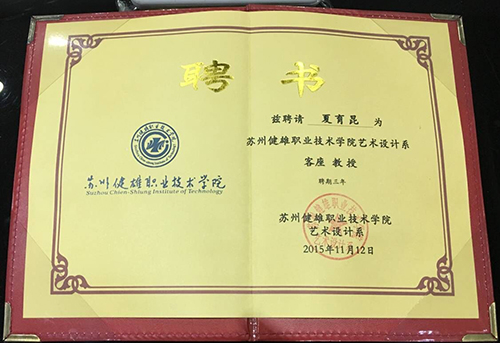 聘 书
苏州健雄职业技术学院
Suzhou Chien-Shiung Institute of Technology
兹聘请 夏育昆 为
苏州健雄职业技术学院艺术设计系
客座 教授
聘期三年
苏州健雄职业技术学院
艺术设计系
2015年11月12日